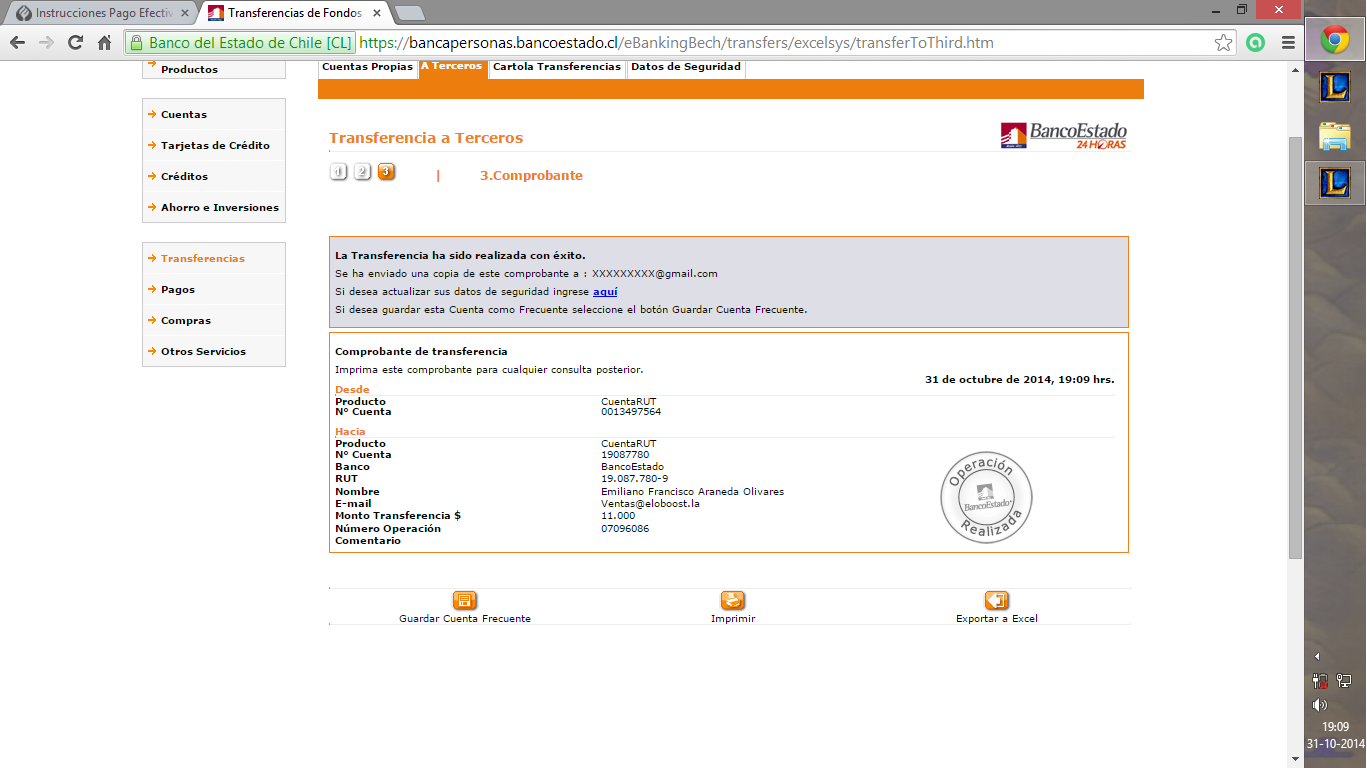 Instrucciones Pago Efectiv
Transferencias de Fondos
Banco del Estado de Chile [CL]
https://bancapersonas.bancoestado.cl/eBankingBech/transfers/excelsys/transferToThird.htm
Productos
Cuentas
Tarjetas de Crédito
Créditos
Ahorro e Inversiones
Transferencias
Pagos
Compras
Otros Servicios
Cuentas Propias
A Terceros
Cartola Transferencias
Datos de Seguridad
Transferencia a Terceros
BancoEstado
24 HORAS
1 2 3 | 3.Comprobante
La Transferencia ha sido realizada con éxito.
Se ha enviado una copia de este comprobante a : XXXXXXXXX@gmail.com
Si desea actualizar sus datos de seguridad ingrese aquí
Si desea guardar esta Cuenta como Frecuente seleccione el botón Guardar Cuenta Frecuente.
Comprobante de transferencia
Imprima este comprobante para cualquier consulta posterior.
31 de octubre de 2014, 19:09 hrs.
Desde
Producto CuentaRUT
N° Cuenta 0013497564
Hacia
Producto CuentaRUT
N° Cuenta 19087780
Banco BancoEstado
RUT 19.087.780-9
Nombre Emiliano Francisco Araneda Olivares
E-mail Ventas@eloboost.la
Monto Transferencia $ 11.000
Número Operación 07096086
Comentario
Operación
BancoEstado
Realizada
Guardar Cuenta Frecuente
Imprimir
Exportar a Excel
19:09
31-10-2014